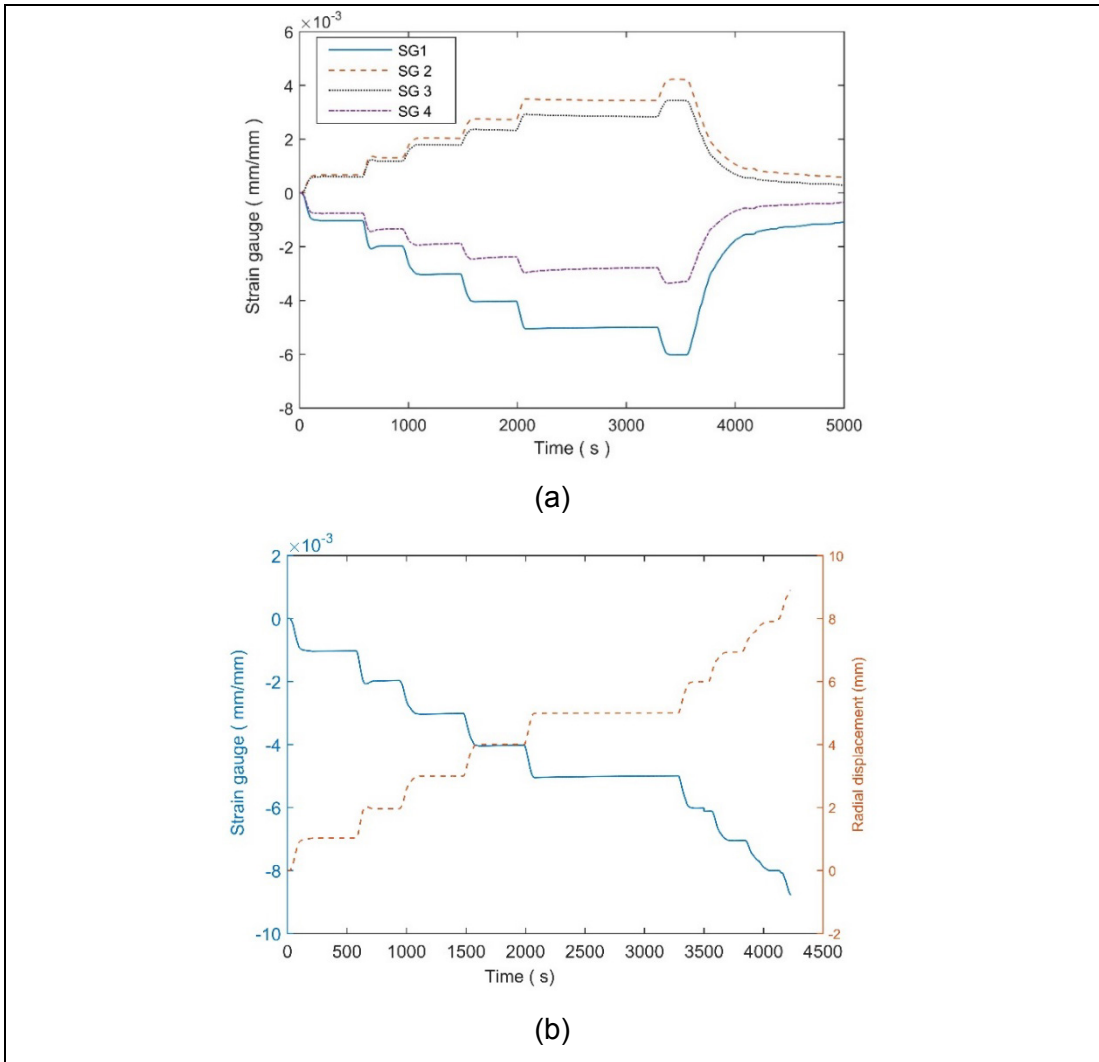 ×10⁻³
6
4
2
0
-2
-4
-6
-8
Strain gauge ( mm/mm)
SG1
SG 2
SG 3
SG 4
0 1000 2000 3000 4000 5000
Time ( s )
(a)
×10⁻³
2
0
-2
-4
-6
-8
-10
Strain gauge ( mm/mm)
10
8
6
4
2
0
-2
Radial displacement (mm)
0 500 1000 1500 2000 2500 3000 3500 4000 4500
Time ( s)
(b)